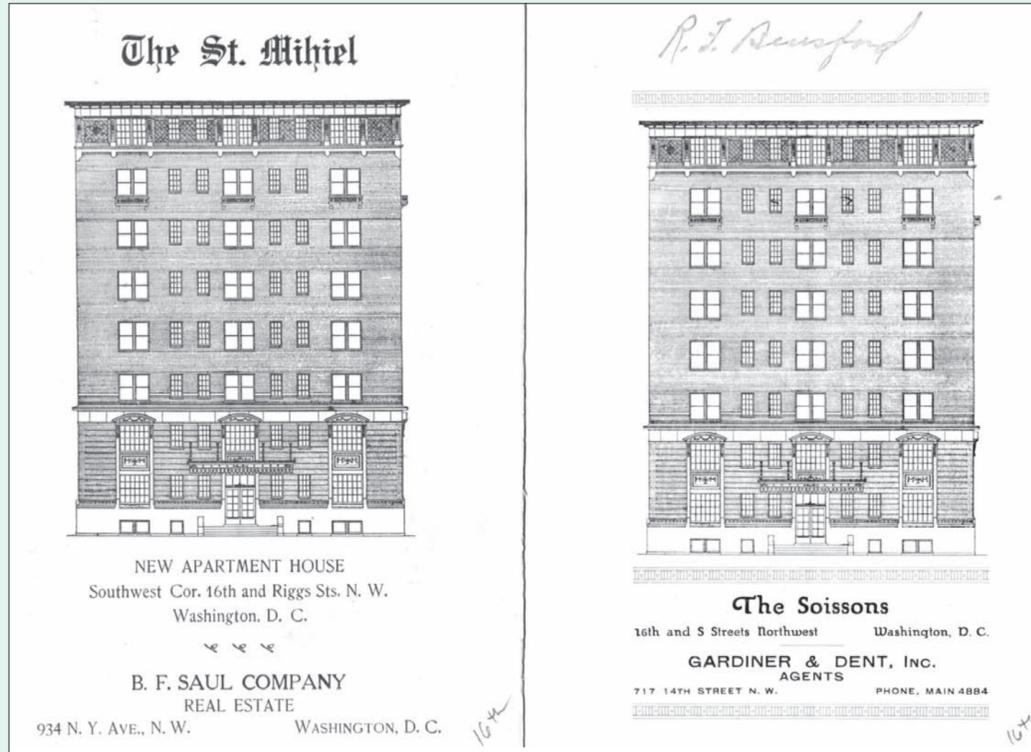 The St. Mihiel
NEW APARTMENT HOUSE
Southwest Cor. 16th and Riggs Sts. N. W.
Washington, D. C.
B. F. SAUL COMPANY
REAL ESTATE
934 N. Y. AVE., N. W. WASHINGTON, D. C.
16th
R. F. Beresford
The Soissons
16th and S Streets Northwest Washington, D. C.
GARDINER & DENT, INC.
AGENTS
717 14TH STREET N. W. PHONE, MAIN 4884
16th